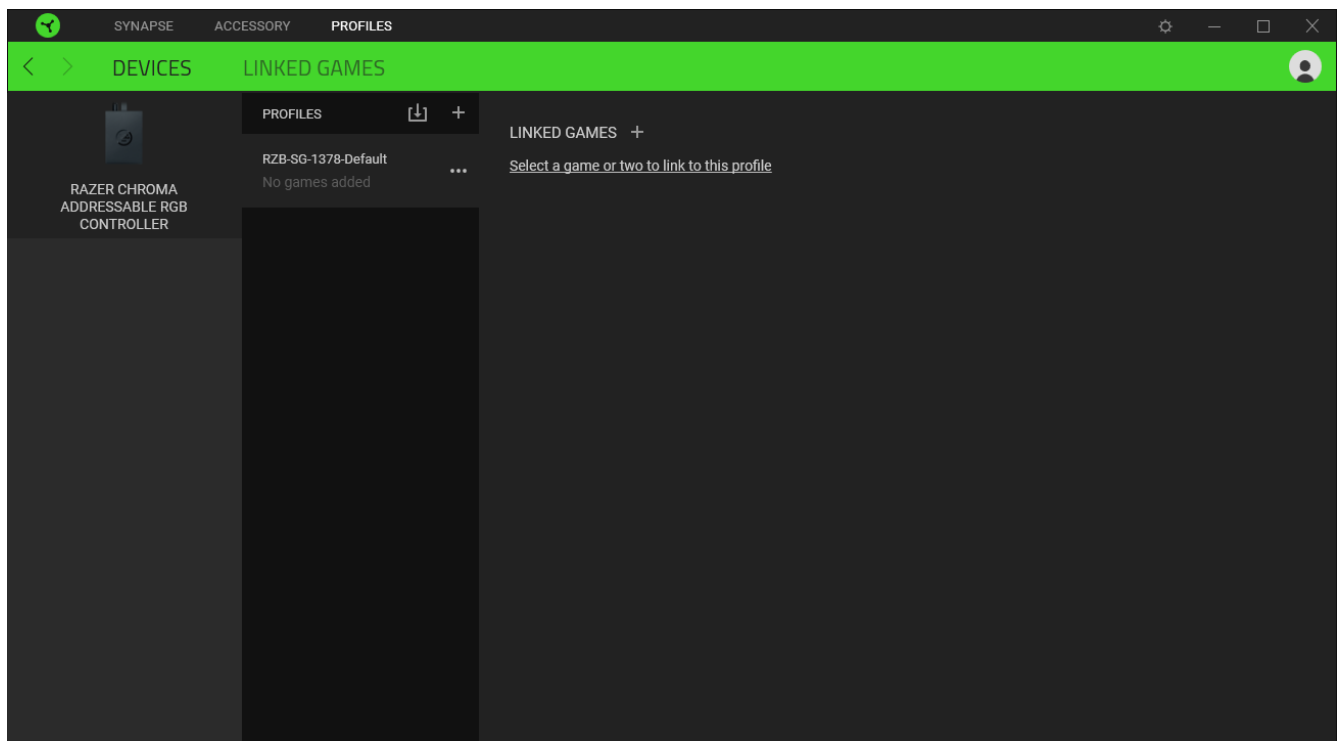 SYNAPSE ACCESSORY PROFILES
DEVICES LINKED GAMES
RAZER CHROMA
ADDRESSABLE RGB
CONTROLLER
PROFILES
RZB-SG-1378-Default
No games added
LINKED GAMES
Select a game or two to link to this profile